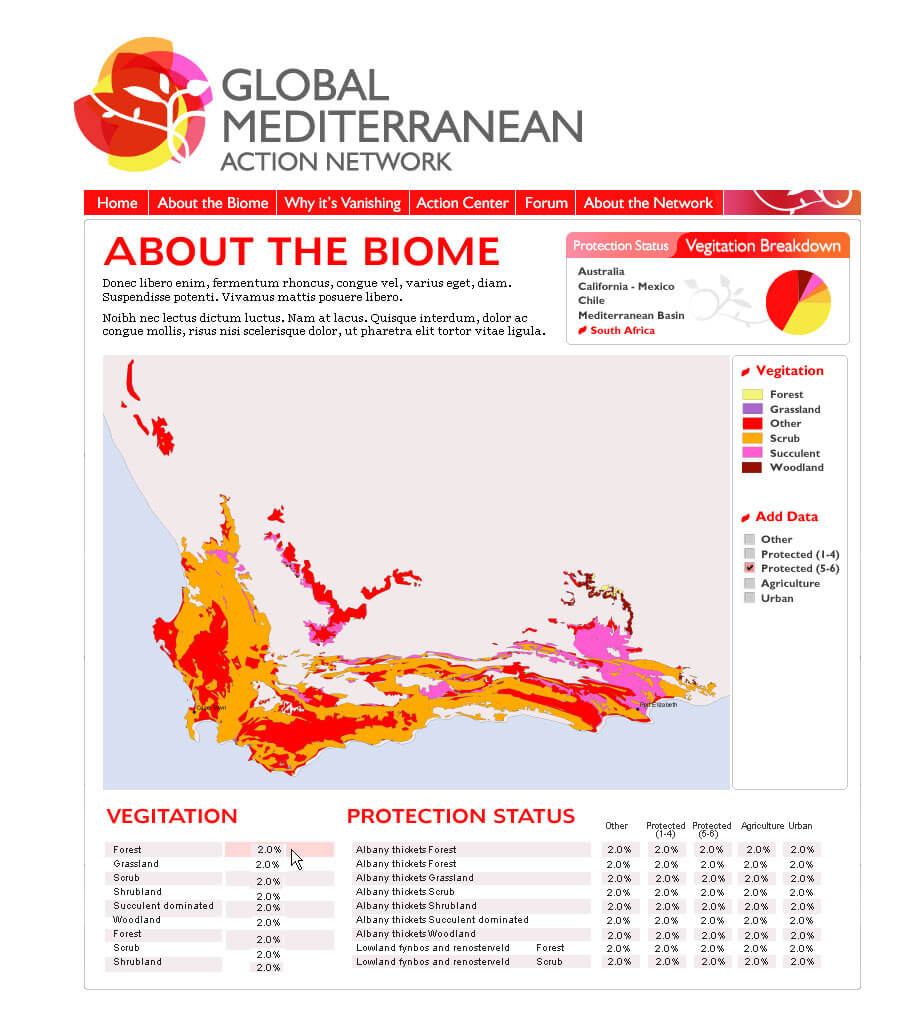 GLOBAL
MEDITERRANEAN
ACTION NETWORK
Home About the Biome Why it's Vanishing Action Center Forum About the Network
ABOUT THE BIOME
Donec libero enim, fermentum rhoncus, congue vel, varius eget, diam.
Suspendisse potenti. Vivamus mattis posuere libero.
Noibh nec lectus dictum luctus. Nam at lacus. Quisque interdum, dolor ac
congue mollis, risus nisi scelerisque dolor, ut pharetra elit tortor vitae ligula.
Protection Status Vegitation Breakdown
Australia
California - Mexico
Chile
Mediterranean Basin
South Africa
Vegitation
Forest
Grassland
Other
Scrub
Succulent
Woodland
Add Data
Other
Protected (1-4)
Protected (5-6)
Agriculture
Urban
Cape Town
Port Elizabeth
VEGITATION
Forest 2.0%
Grassland 2.0%
Scrub 2.0%
Shrubland 2.0%
Succulent dominated 2.0%
Woodland 2.0%
Forest 2.0%
Scrub 2.0%
Shrubland 2.0%
PROTECTION STATUS
Other Protected (1-4) Protected (5-6) Agriculture Urban
Albany thickets Forest 2.0% 2.0% 2.0% 2.0% 2.0%
Albany thickets Forest 2.0% 2.0% 2.0% 2.0% 2.0%
Albany thickets Grassland 2.0% 2.0% 2.0% 2.0% 2.0%
Albany thickets Scrub 2.0% 2.0% 2.0% 2.0% 2.0%
Albany thickets Shrubland 2.0% 2.0% 2.0% 2.0% 2.0%
Albany thickets Succulent dominated 2.0% 2.0% 2.0% 2.0% 2.0%
Albany thickets Woodland 2.0% 2.0% 2.0% 2.0% 2.0%
Lowland fynbos and renosterveld Forest 2.0% 2.0% 2.0% 2.0% 2.0%
Lowland fynbos and renosterveld Scrub 2.0% 2.0% 2.0% 2.0% 2.0%